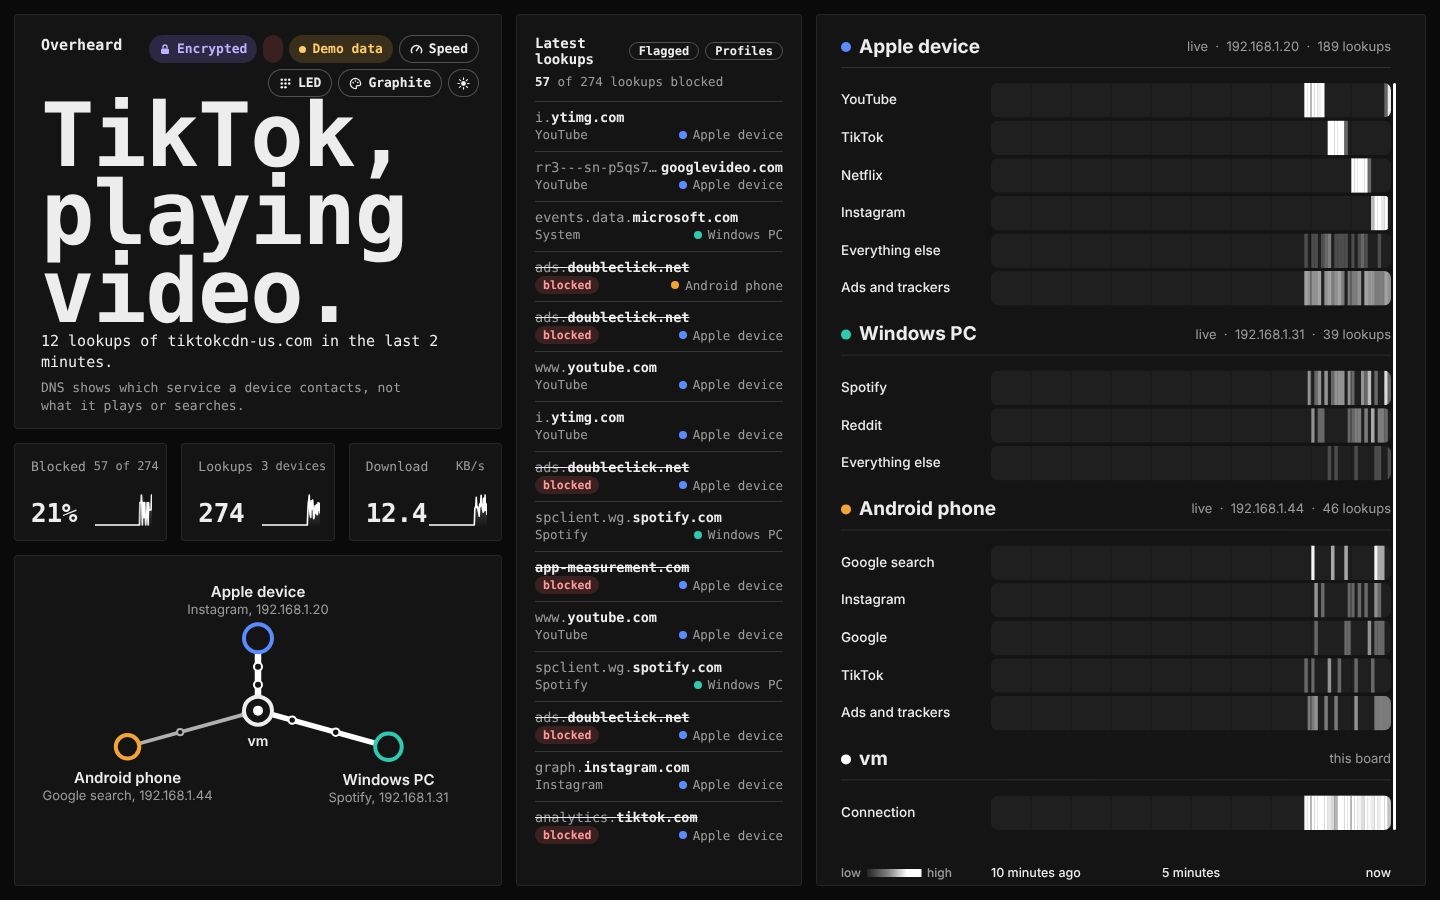 Overheard
Encrypted
Demo data
Speed
LED
Graphite
TikTok,
playing
video.
12 lookups of tiktokcdn-us.com in the last 2
minutes.
DNS shows which service a device contacts, not
what it plays or searches.
Blocked 57 of 274
21%
Lookups 3 devices
274
Download KB/s
12.4
Apple device
Instagram, 192.168.1.20
vm
Android phone
Google search, 192.168.1.44
Windows PC
Spotify, 192.168.1.31
Latest
lookups
Flagged
Profiles
57 of 274 lookups blocked
i.ytimg.com
YouTube Apple device
rr3---sn-p5qs7… googlevideo.com
YouTube Apple device
events.data.microsoft.com
System Windows PC
ads.doubleclick.net
blocked Android phone
ads.doubleclick.net
blocked Apple device
www.youtube.com
YouTube Apple device
i.ytimg.com
YouTube Apple device
ads.doubleclick.net
blocked Apple device
spclient.wg.spotify.com
Spotify Windows PC
app-measurement.com
blocked Apple device
www.youtube.com
YouTube Apple device
spclient.wg.spotify.com
Spotify Windows PC
ads.doubleclick.net
blocked Apple device
graph.instagram.com
Instagram Apple device
analytics.tiktok.com
blocked Apple device
Apple device live · 192.168.1.20 · 189 lookups
YouTube
TikTok
Netflix
Instagram
Everything else
Ads and trackers
Windows PC live · 192.168.1.31 · 39 lookups
Spotify
Reddit
Everything else
Android phone live · 192.168.1.44 · 46 lookups
Google search
Instagram
Google
TikTok
Ads and trackers
vm this board
Connection
low high 10 minutes ago 5 minutes now